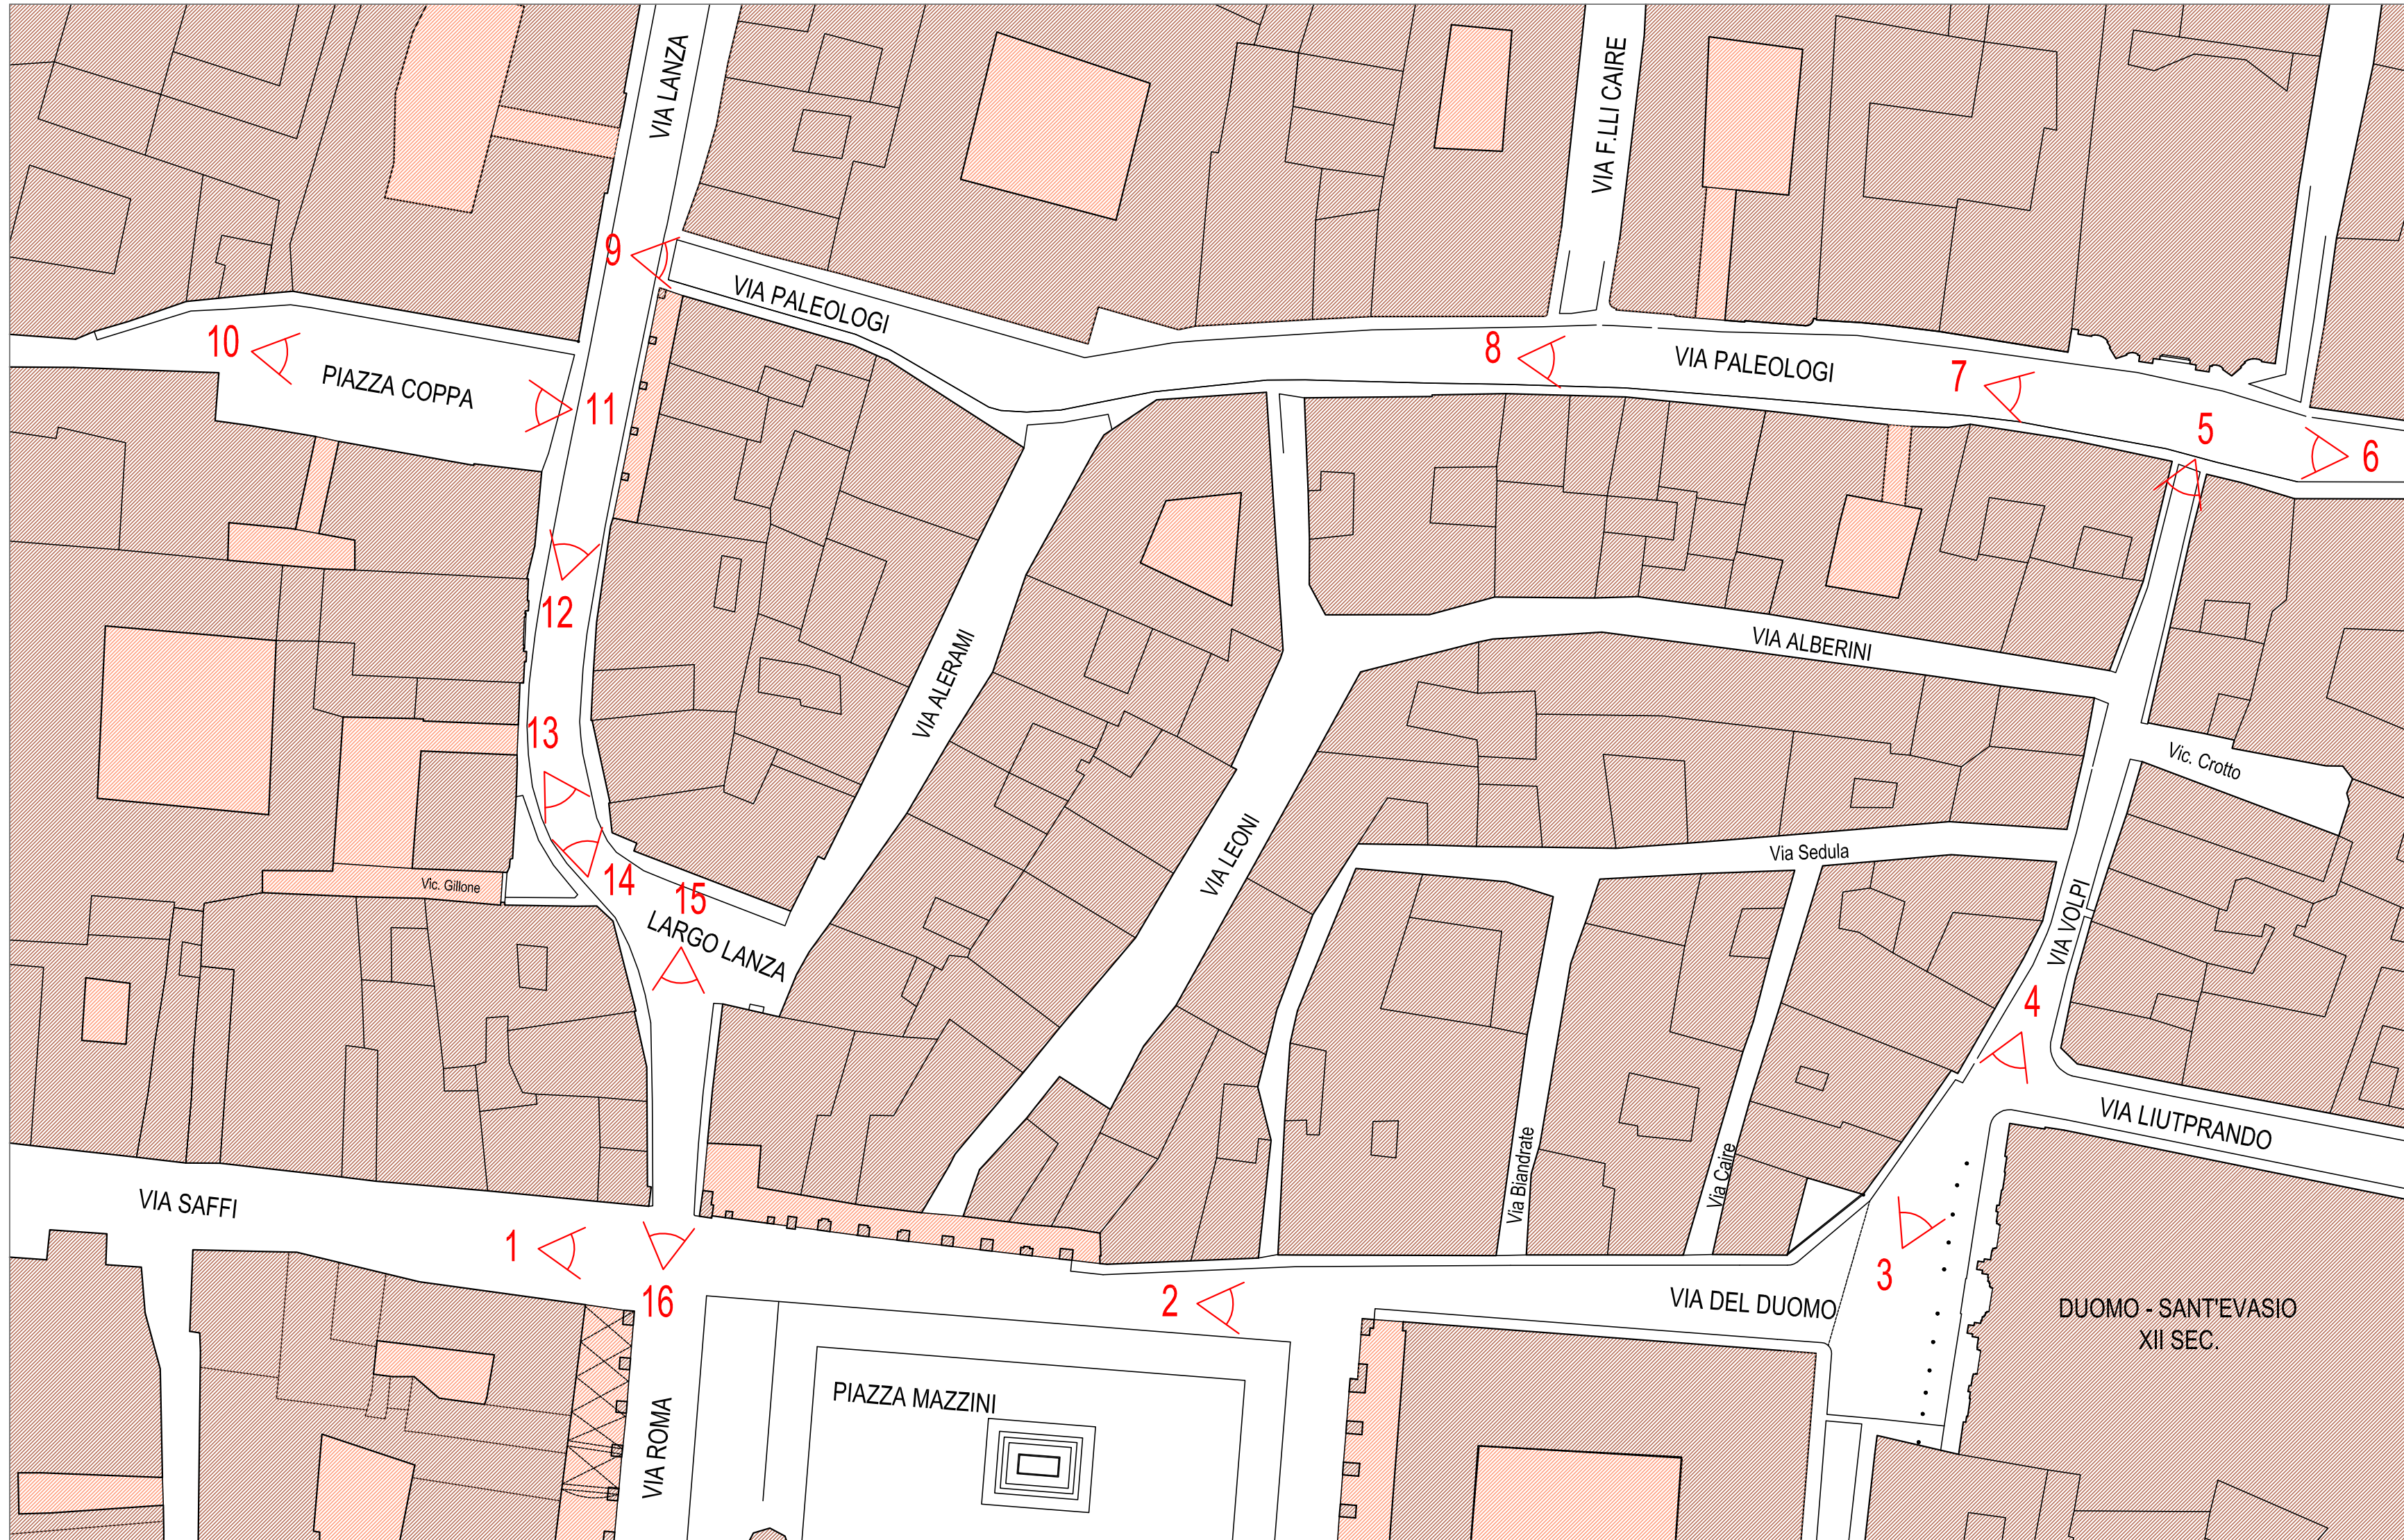 VIA LANZA
VIA F.LLI CAIRE
9
VIA PALEOLOGI
10
PIAZZA COPPA
11
8
VIA PALEOLOGI
7
5
6
12
VIA ALERAMI
VIA ALBERINI
13
Vic. Crotto
VIA LEONI
Via Sedula
Vic. Gillone
14
15
LARGO LANZA
VIA VOLPI
4
VIA LIUTPRANDO
Via Biandrate
Via Caire
VIA SAFFI
1
16
2
3
VIA DEL DUOMO
DUOMO - SANT'EVASIO
XII SEC.
PIAZZA MAZZINI
VIA ROMA